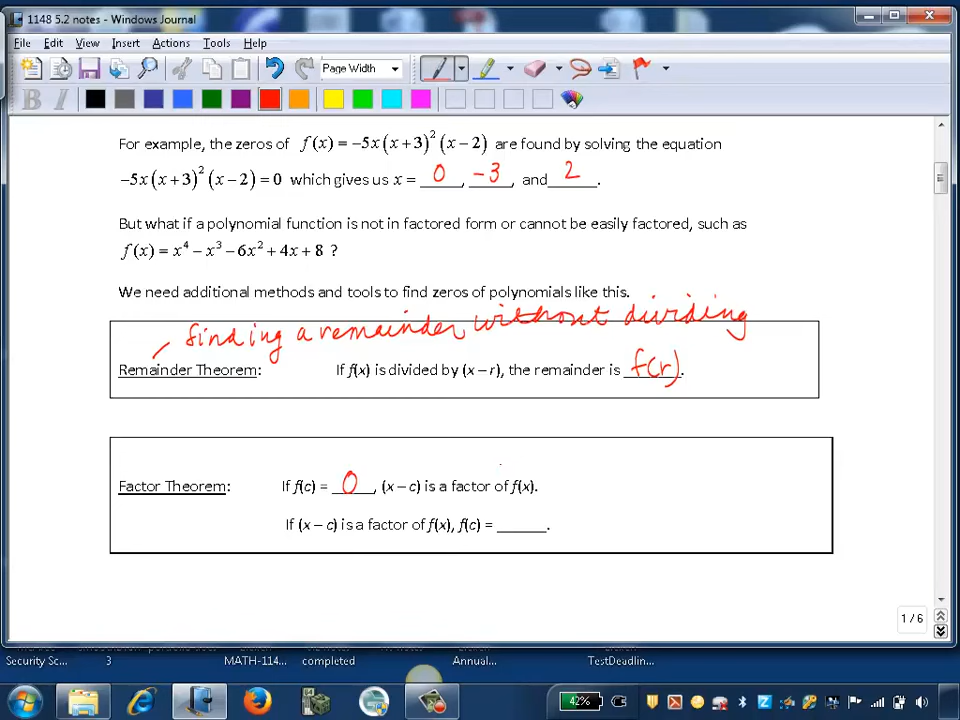 1148 5.2 notes - Windows Journal
File Edit View Insert Actions Tools Help
Page Width
B I
For example, the zeros of f(x) = −5x(x+3)²(x−2) are found by solving the equation
−5x(x+3)²(x−2) = 0 which gives us x = 0, −3, and 2.
But what if a polynomial function is not in factored form or cannot be easily factored, such as
f(x) = x⁴ − x³ − 6x² + 4x + 8 ?
We need additional methods and tools to find zeros of polynomials like this.
finding a remainder without dividing
Remainder Theorem: If f(x) is divided by (x − r), the remainder is f(r).
Factor Theorem: If f(c) = 0, (x − c) is a factor of f(x).
If (x − c) is a factor of f(x), f(c) = ______.
1 / 6
Security Sc...
3
MATH-114...
completed
Annual...
TestDeadlin...
42%